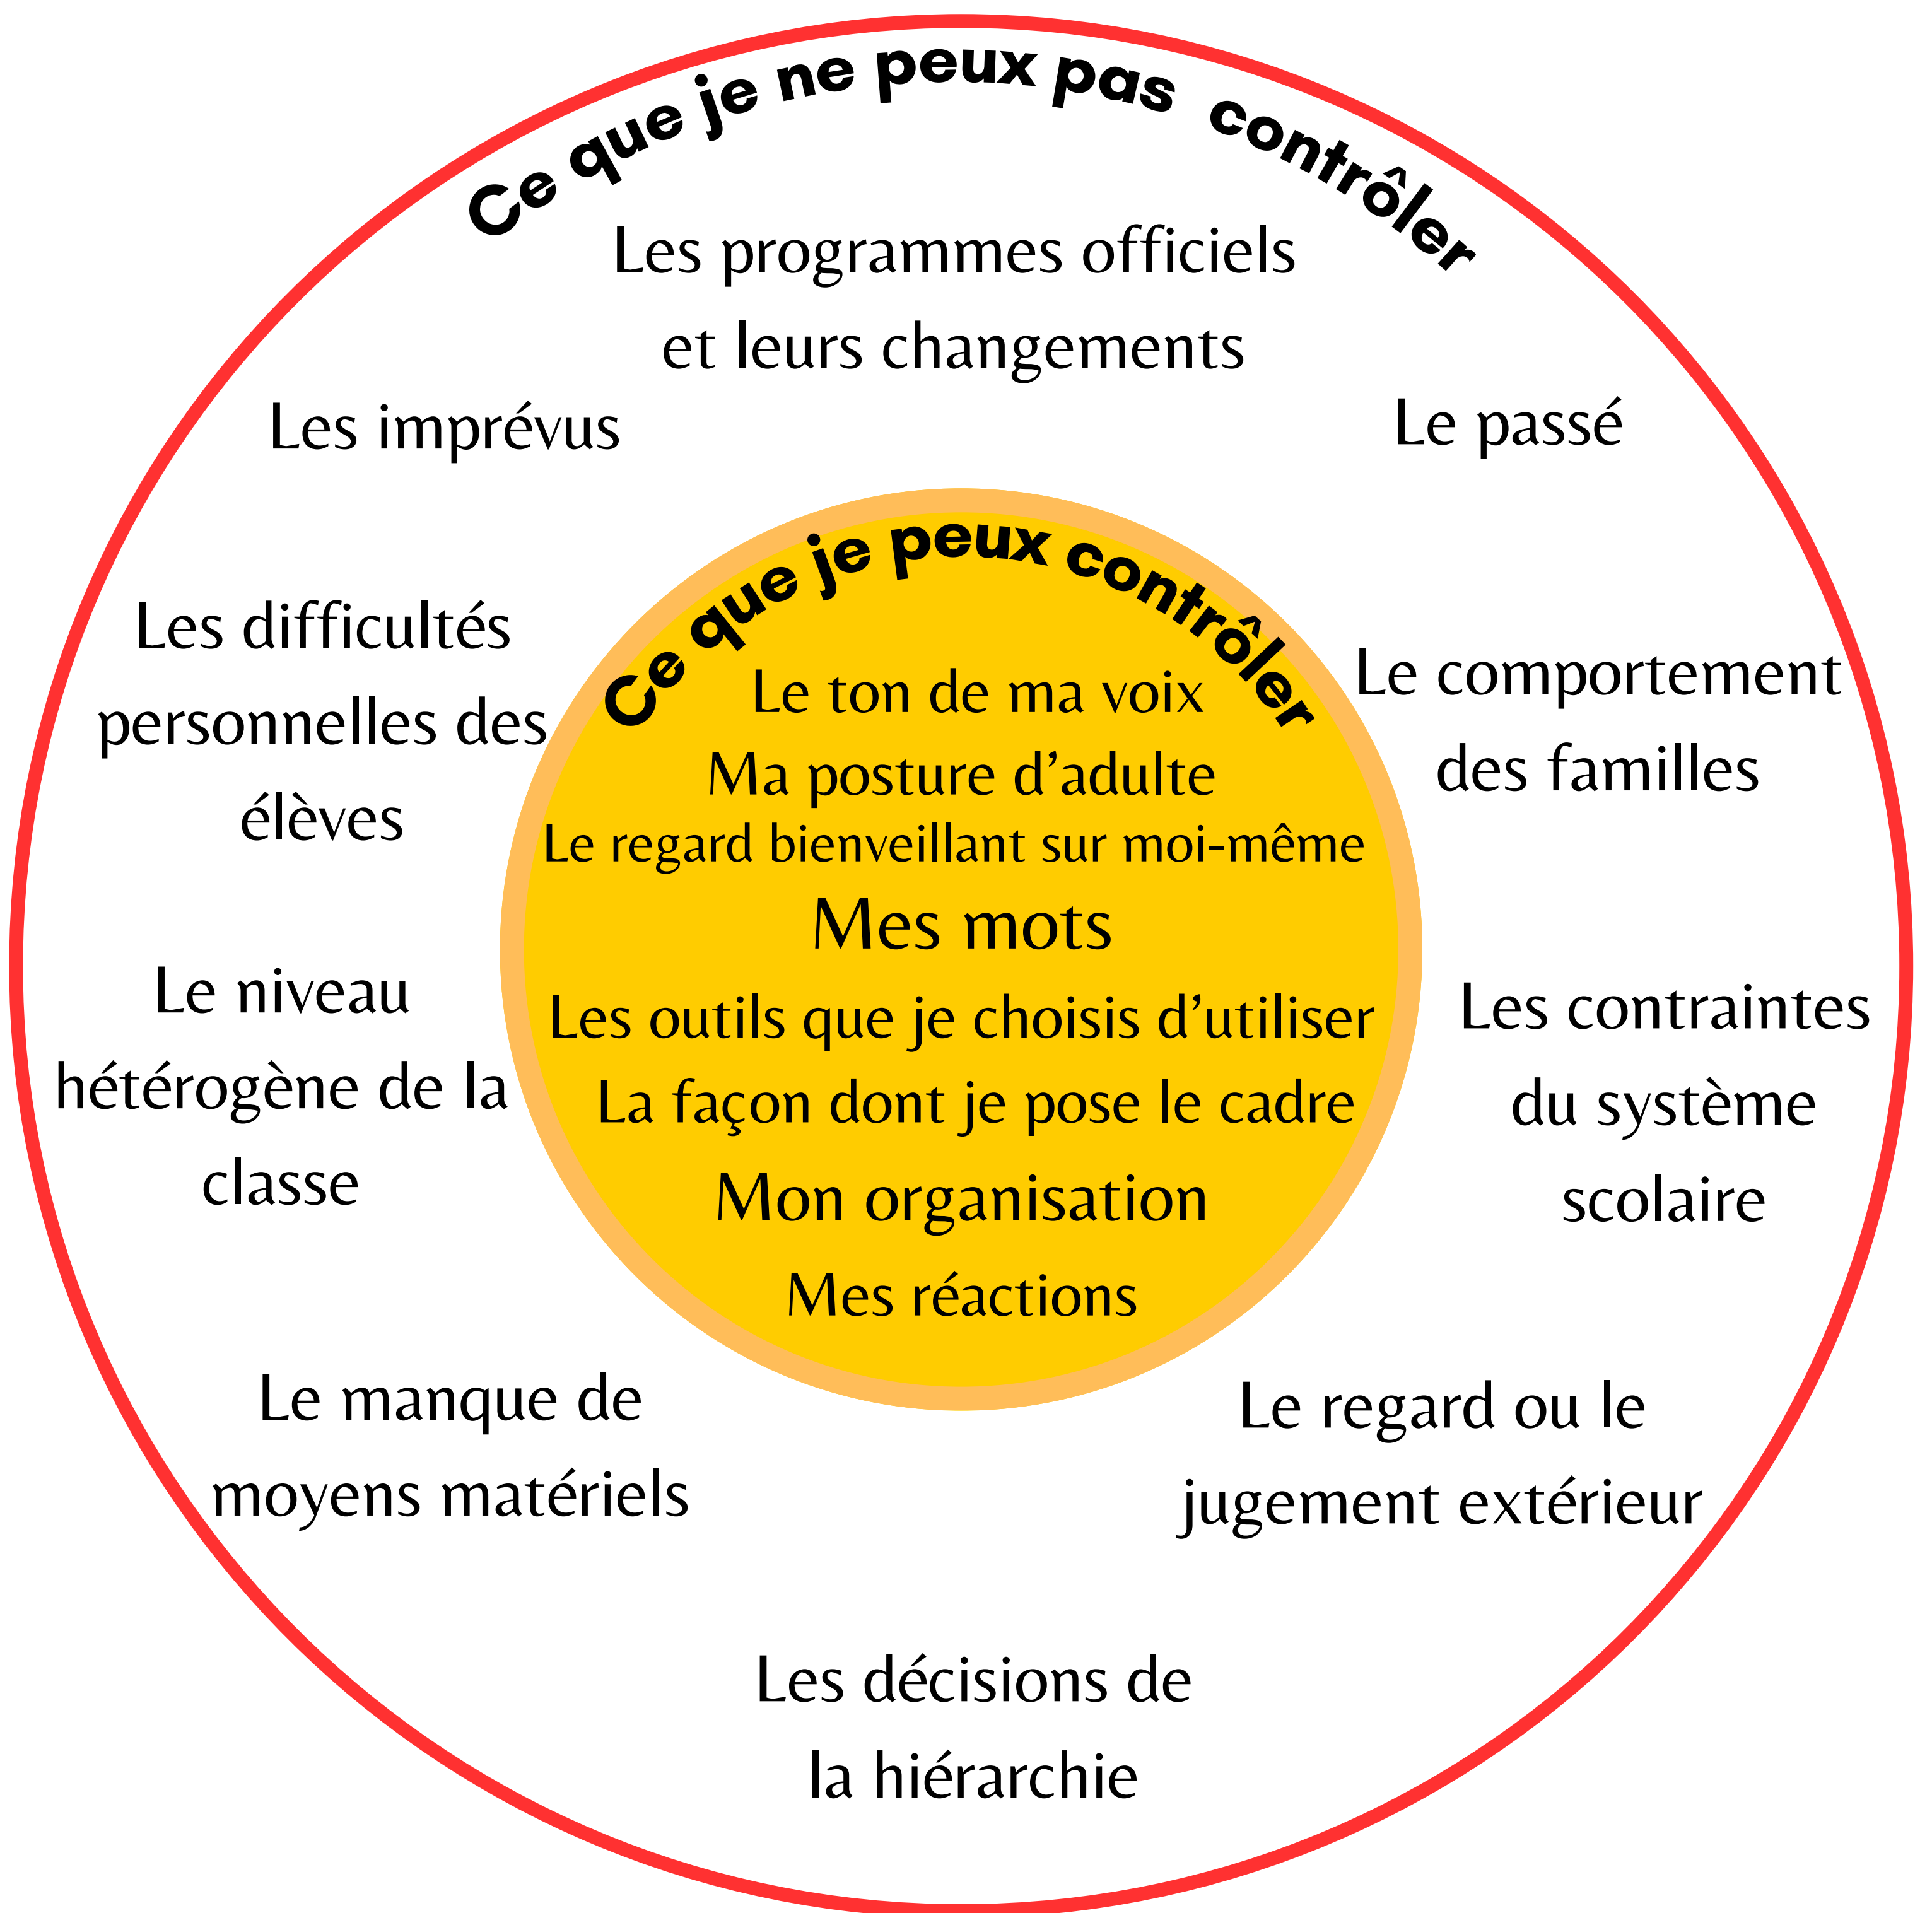 Ce que je ne peux pas contrôler
Les programmes officiels
et leurs changements
Les imprévus
Le passé
Les difficultés
personnelles des
élèves
Le comportement
des familles
Ce que je peux contrôler
Le ton de ma voix
Ma posture d’adulte
Le regard bienveillant sur moi-même
Mes mots
Les outils que je choisis d’utiliser
La façon dont je pose le cadre
Mon organisation
Mes réactions
Le niveau
hétérogène de la
classe
Les contraintes
du système
scolaire
Le manque de
moyens matériels
Le regard ou le
jugement extérieur
Les décisions de
la hiérarchie